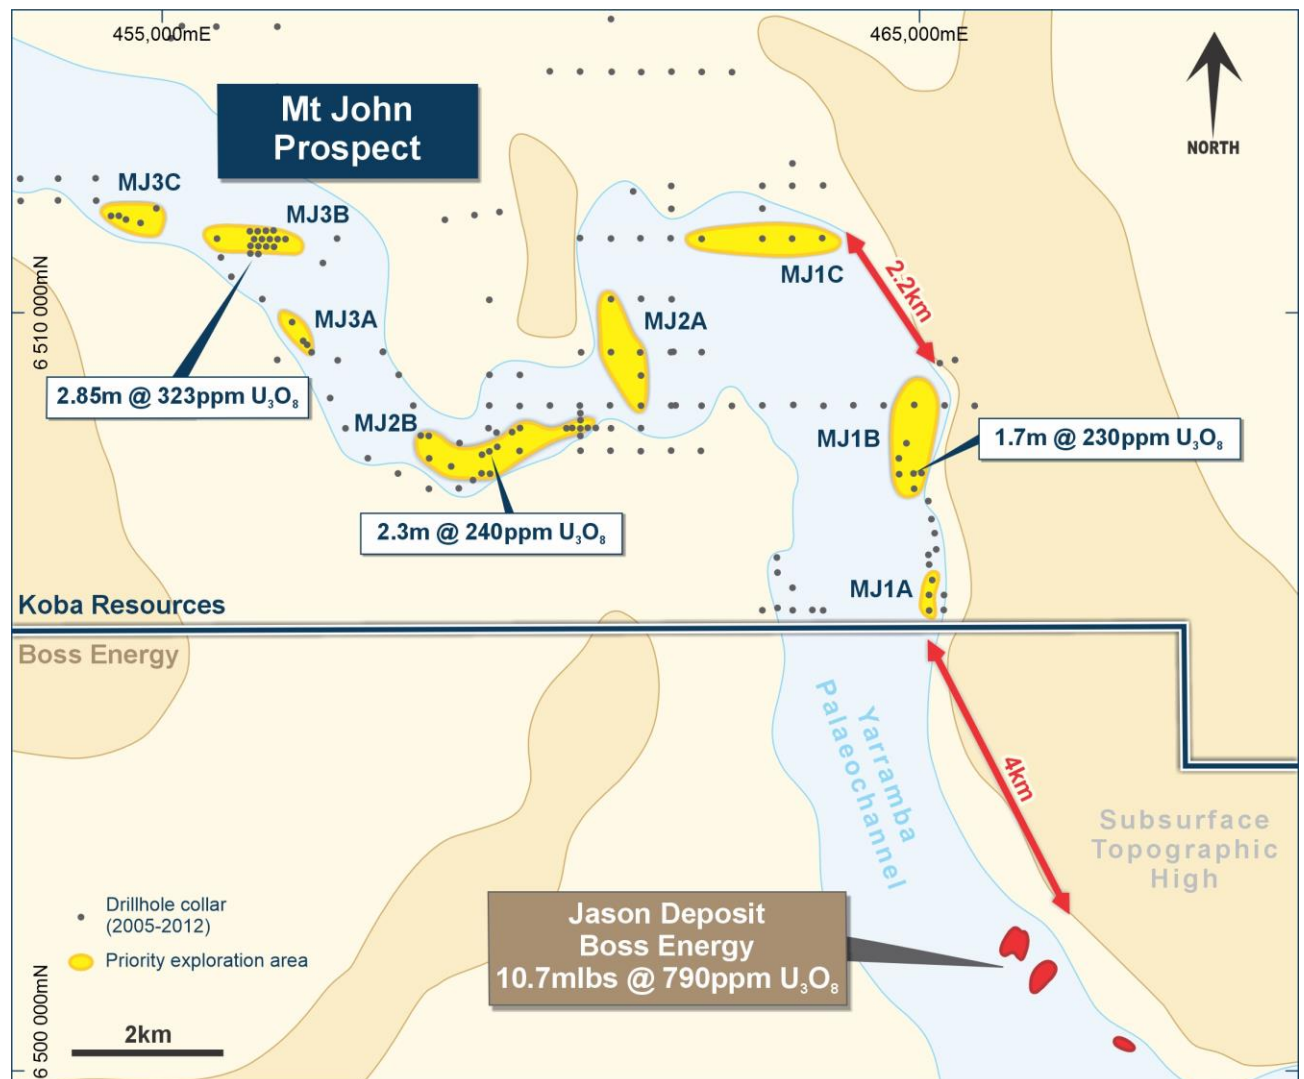 455,000mE
465,000mE
Mt John
Prospect
NORTH
MJ3C
MJ3B
MJ1C
2.2km
6 510 000mN
MJ3A
MJ2A
2.85m @ 323ppm U₃O₈
MJ2B
MJ1B
1.7m @ 230ppm U₃O₈
2.3m @ 240ppm U₃O₈
MJ1A
Koba Resources
Boss Energy
Yarramba
Palaeochannel
4km
Subsurface
Topographic
High
Drillhole collar
(2005-2012)
Priority exploration area
Jason Deposit
Boss Energy
10.7mlbs @ 790ppm U₃O₈
2km
6 500 000mN